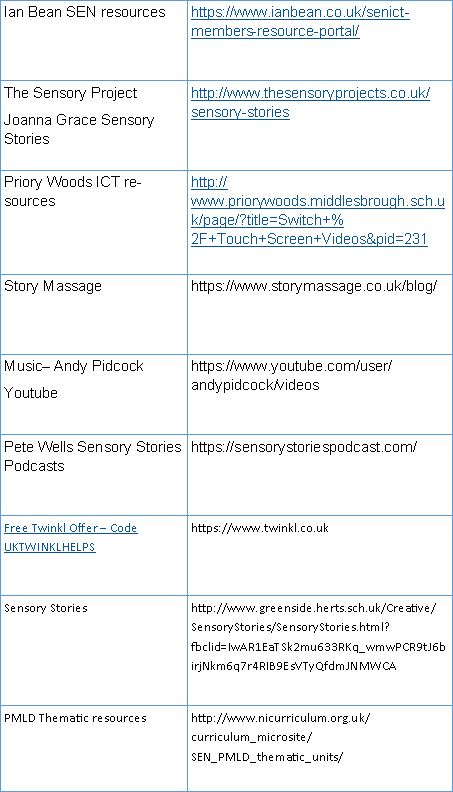 Ian Bean SEN resources
https://www.ianbean.co.uk/senict-
members-resource-portal/
The Sensory Project
Joanna Grace Sensory
Stories
http://www.thesensoryprojects.co.uk/
sensory-stories
Priory Woods ICT re-
sources
http://
www.priorywoods.middlesbrough.sch.u
k/page/?title=Switch+%
2F+Touch+Screen+Videos&pid=231
Story Massage
https://www.storymassage.co.uk/blog/
Music– Andy Pidcock
Youtube
https://www.youtube.com/user/
andypidcock/videos
Pete Wells Sensory Stories
Podcasts
https://sensorystoriespodcast.com/
Free Twinkl Offer – Code
UKTWINKLHELPS
https://www.twinkl.co.uk
Sensory Stories
http://www.greenside.herts.sch.uk/Creative/
SensoryStories/SensoryStories.html?
fbclid=IwAR1EaTSk2mu633RKq_wmwPCR9tJ6b
irjNkm6q7r4RIB9EsVTyQfdmJNMWCA
PMLD Thematic resources
http://www.nicurriculum.org.uk/
curriculum_microsite/
SEN_PMLD_thematic_units/